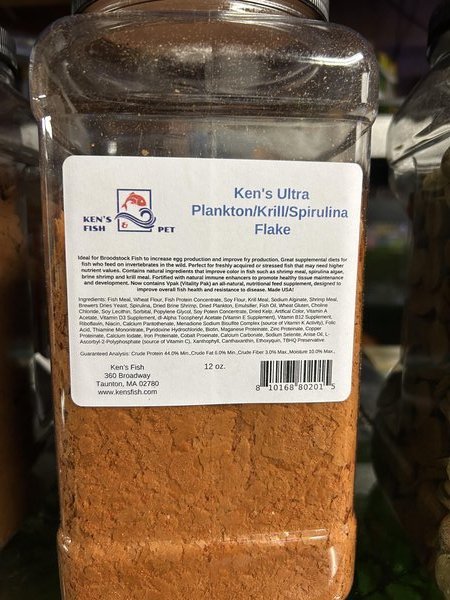 KEN'S
FISH PET
Ken's Ultra
Plankton/Krill/Spirulina
Flake
Ideal for Broodstock Fish to increase egg production and improve fry production. Great supplemental diets for
fish who feed on invertebrates in the wild. Perfect for freshly acquired or stressed fish that may need higher
nutrient values. Contains natural ingredients that improve color in fish such as shrimp meal, spirulina algae,
brine shrimp and krill meal. Fortified with natural immune enhancers to promote healthy tissue maintenance
and development. Now contains Vpak (Vitality Pak) an all-natural, nutritional feed supplement, designed to
improve overall fish health and resistance to disease. Made USA!
Ingredients: Fish Meal, Wheat Flour, Fish Protein Concentrate, Soy Flour, Krill Meal, Sodium Alginate, Shrimp Meal,
Brewers Dried Yeast, Spirulina, Dried Brine Shrimp, Dried Plankton, Emulsifier, Fish Oil, Wheat Gluten, Choline
Chloride, Soy Lecithin, Sorbital, Propylene Glycol, Soy Potein Concentrate, Dried Kelp, Artifical Color, Vitamin A
Acetate, Vitamin D3 Supplement, dl-Alpha Tocopheryl Acetate (Vitamin E Supplement), Vitamin B12 Supplement,
Riboflavin, Niacin, Calcium Pantothenate, Menadione Sodium Bisulfite Complex (source of Vitamin K Activity), Folic
Acid, Thiamine Mononitrate, Pyridoxine Hydrochloride, Biotin, Manganese Proteinate, Zinc Proteinate, Copper
Proteinate, Calcium Iodate, Iron Proteinate, Cobalt Proteinate, Calcium Carbonate, Sodium Selenite, Anise Oil, L-
Ascorbyl-2-Polyphosphate (source of Vitamin C), Xanthophyll, Canthaxanthin, Ethoxyquin, TBHQ Preservative.
Guaranteed Analysis: Crude Protein 44.0% Min.,Crude Fat 6.0% Min.,Crude Fiber 3.0% Max.,Moisture 10.0% Max.,
Ken's Fish 12 oz.
360 Broadway
Taunton, MA 02780
www.kensfish.com
8 10168 80201 5